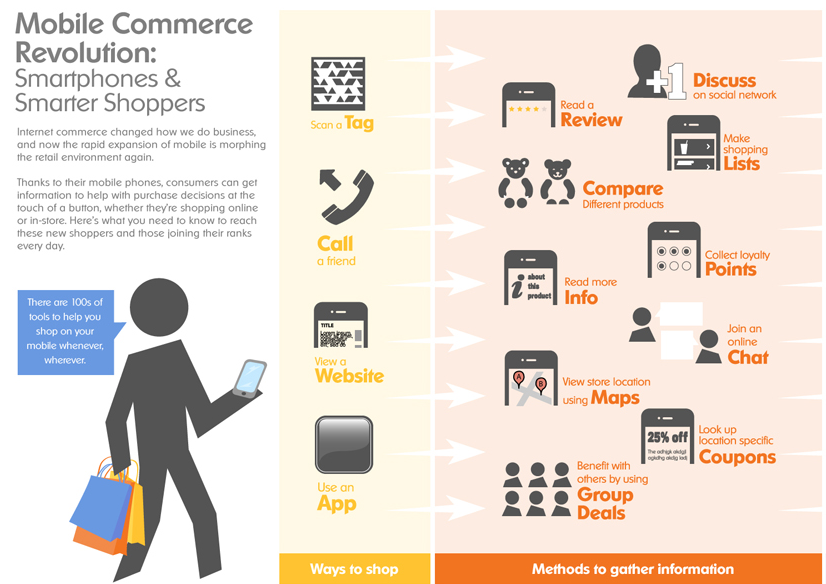 Mobile Commerce
Revolution:
Smartphones &
Smarter Shoppers
Internet commerce changed how we do business,
and now the rapid expansion of mobile is morphing
the retail environment again.
Thanks to their mobile phones, consumers can get
information to help with purchase decisions at the
touch of a button, whether they're shopping online
or in-store. Here's what you need to know to reach
these new shoppers and those joining their ranks
every day.
There are 100s of
tools to help you
shop on your
mobile whenever,
wherever.
Scan a Tag
Call
a friend
TITLE
View a
Website
Use an
App
Ways to shop
+1
Discuss
on social network
Read a
Review
Make
shopping
Lists
Compare
Different products
Collect loyalty
Points
i
about
this
product
Read more
Info
Join an
online
Chat
A
B
View store location
using Maps
25% off
Look up
location specific
Coupons
Benefit with
others by using
Group
Deals
Methods to gather information